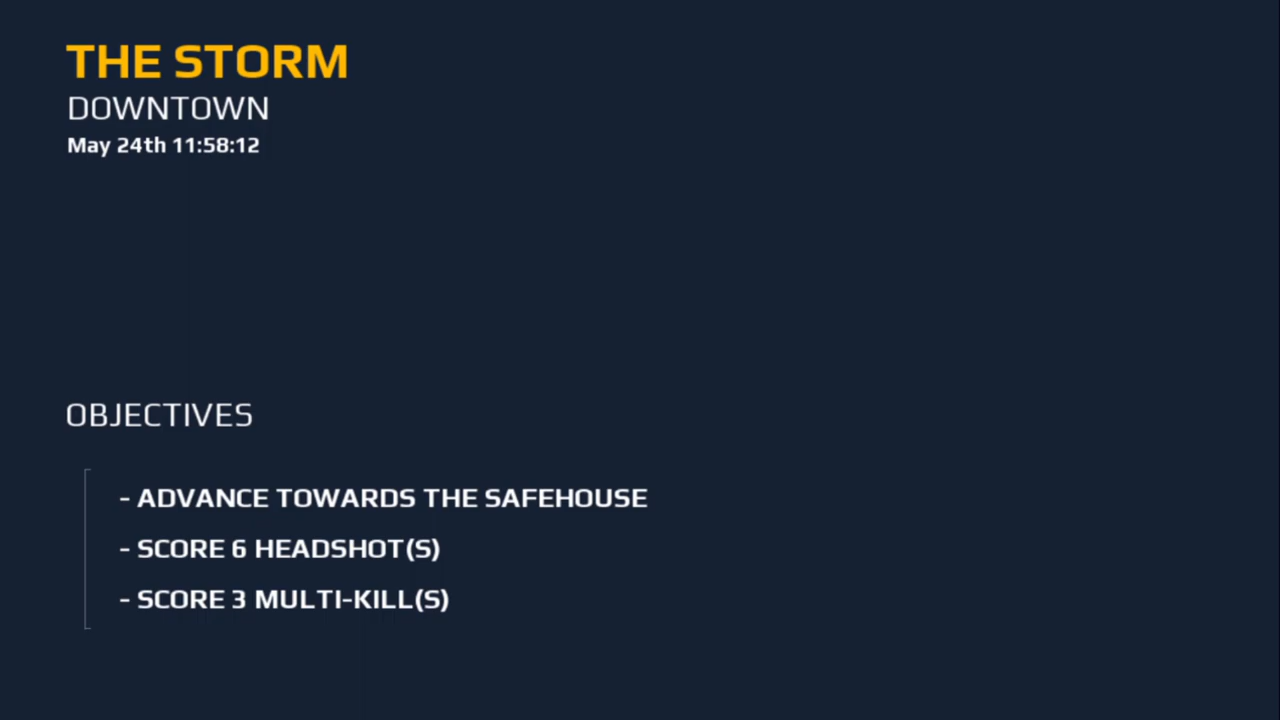 THE STORM
DOWNTOWN
May 24th 11:58:12
OBJECTIVES
- ADVANCE TOWARDS THE SAFEHOUSE
- SCORE 6 HEADSHOT(S)
- SCORE 3 MULTI-KILL(S)